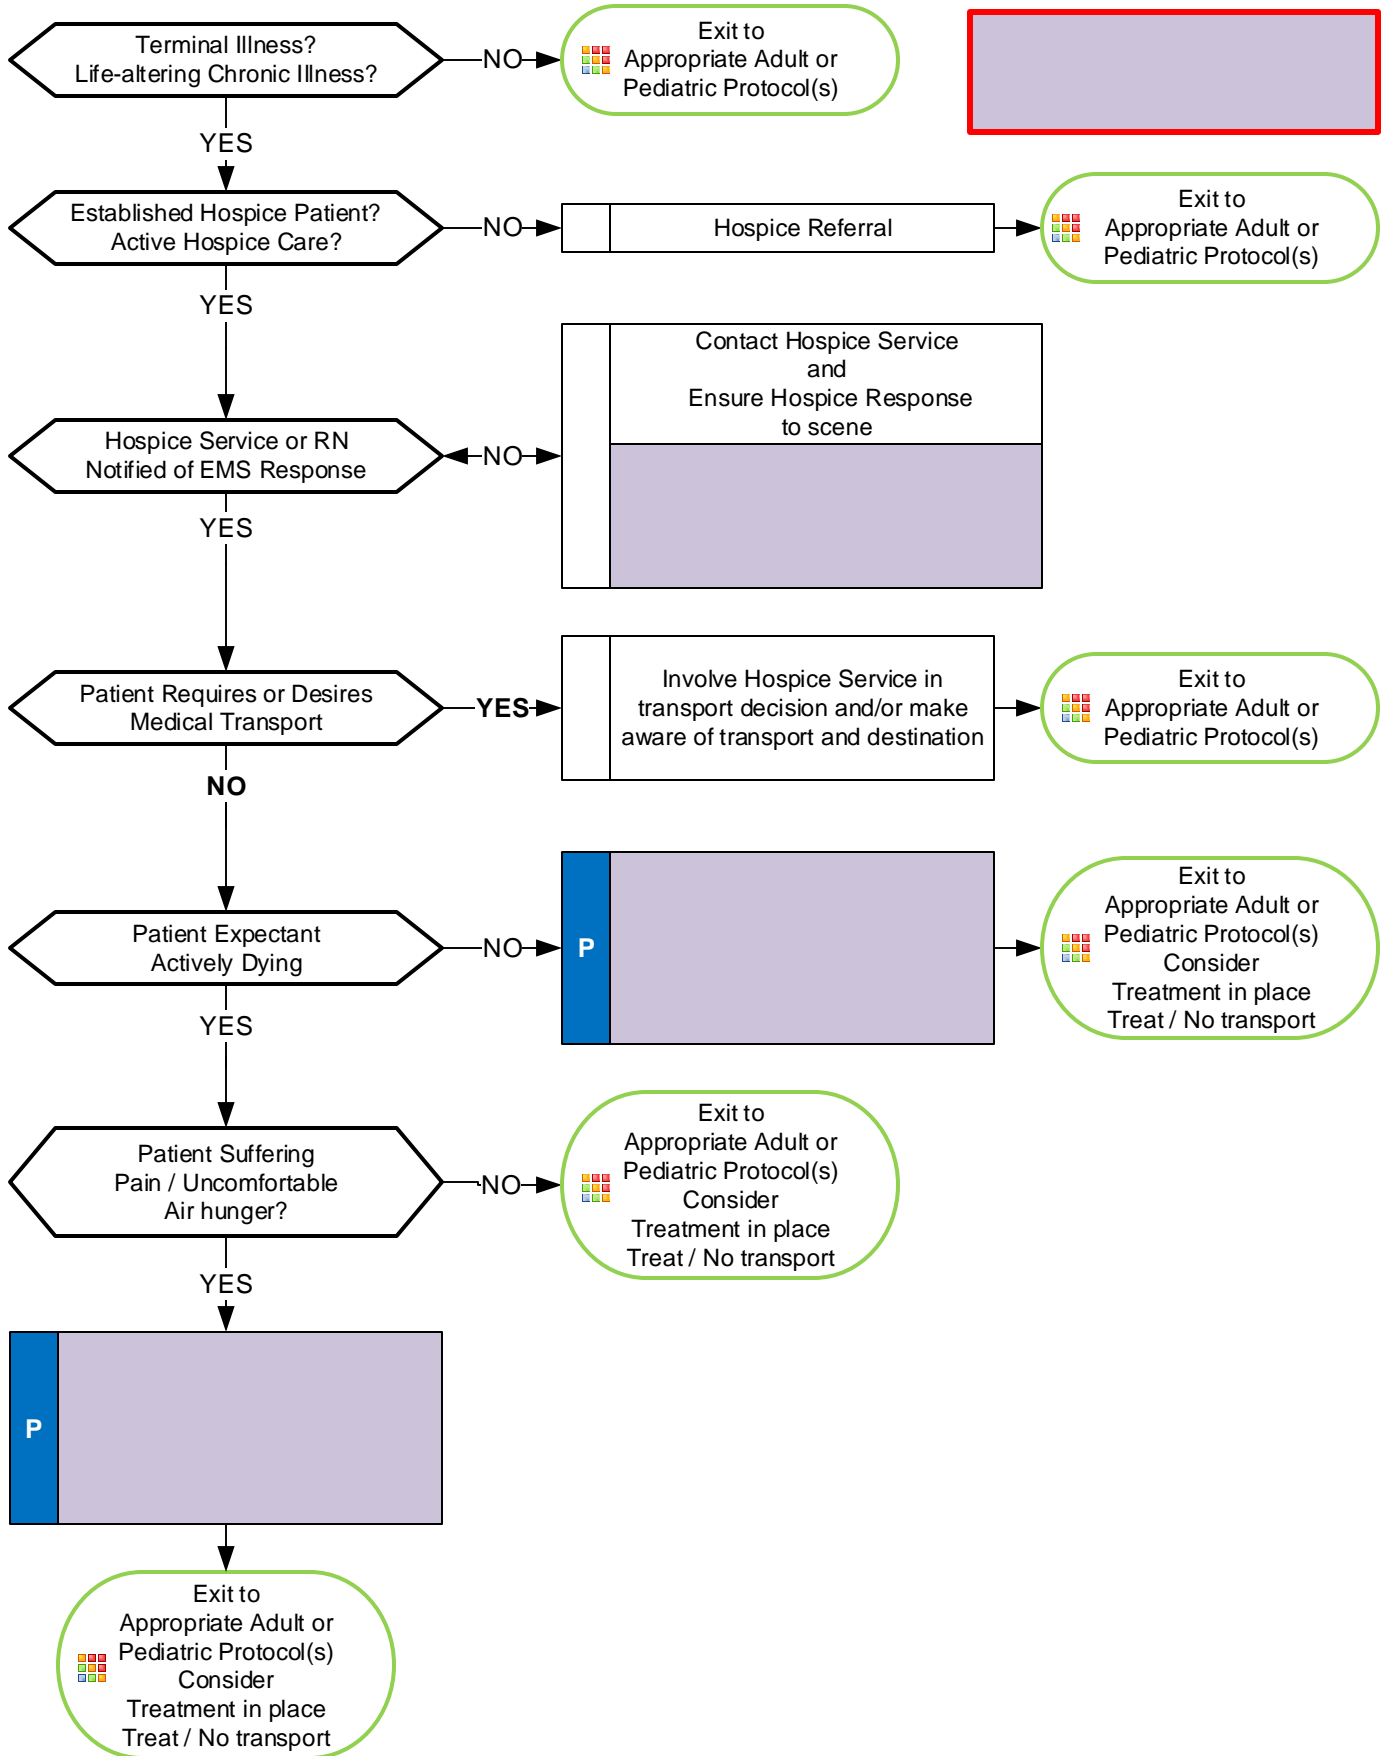 Terminal Illness?
Life-altering Chronic Illness?
NO
Exit to
Appropriate Adult or
Pediatric Protocol(s)
YES
Established Hospice Patient?
Active Hospice Care?
NO
Hospice Referral
Exit to
Appropriate Adult or
Pediatric Protocol(s)
YES
Contact Hospice Service
and
Ensure Hospice Response
to scene
Hospice Service or RN
Notified of EMS Response
NO
YES
Patient Requires or Desires
Medical Transport
YES
Involve Hospice Service in
transport decision and/or make
aware of transport and destination
Exit to
Appropriate Adult or
Pediatric Protocol(s)
NO
Patient Expectant
Actively Dying
NO
P
Exit to
Appropriate Adult or
Pediatric Protocol(s)
Consider
Treatment in place
Treat / No transport
YES
Patient Suffering
Pain / Uncomfortable
Air hunger?
NO
Exit to
Appropriate Adult or
Pediatric Protocol(s)
Consider
Treatment in place
Treat / No transport
YES
P
Exit to
Appropriate Adult or
Pediatric Protocol(s)
Consider
Treatment in place
Treat / No transport